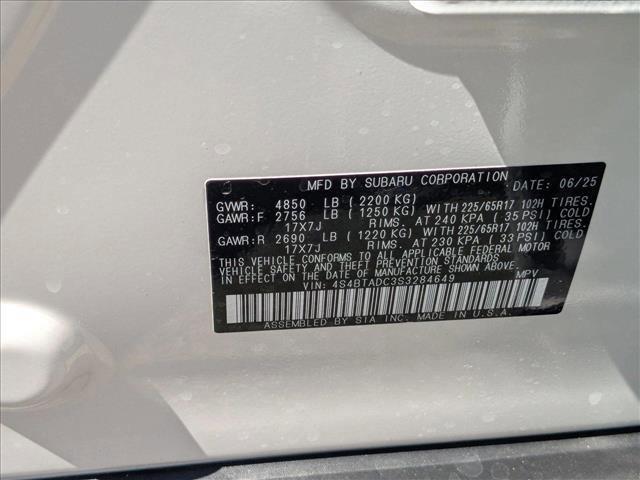 MFD BY SUBARU CORPORATION DATE: 06/25
GVWR: 4850 LB ( 2200 KG)
GAWR:F 2756 LB ( 1250 KG) WITH 225/65R17 102H TIRES.
17X7J RIMS. AT 240 KPA ( 35 PSI) COLD
GAWR:R 2690 LB ( 1220 KG) WITH 225/65R17 102H TIRES.
17X7J RIMS. AT 230 KPA ( 33 PSI) COLD
THIS VEHICLE CONFORMS TO ALL APPLICABLE FEDERAL MOTOR
VEHICLE SAFETY AND THEFT PREVENTION STANDARDS IN
EFFECT ON THE DATE OF MANUFACTURE SHOWN ABOVE.
VIN: 4S4BTADC3S3284649 MPV
ASSEMBLED BY SIA INC. MADE IN U.S.A.